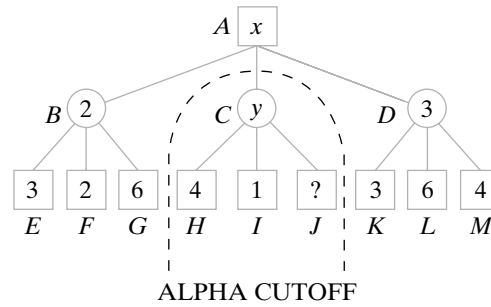 A x
B 2 C y D 3
3 2 6 4 1 ? 3 6 4
E F G H I J K L M
ALPHA CUTOFF